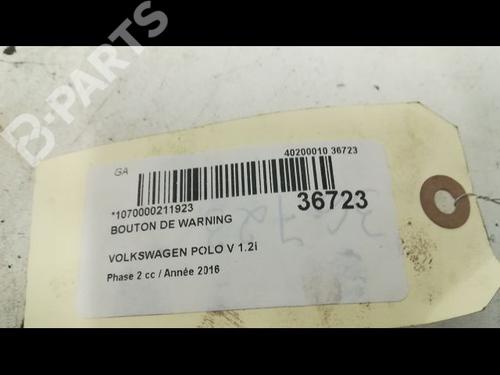 B-PARTS
GA
40200010 36723
*1070000211923
36723
BOUTON DE WARNING
VOLKSWAGEN POLO V 1.2i
Phase 2 cc / Année 2016